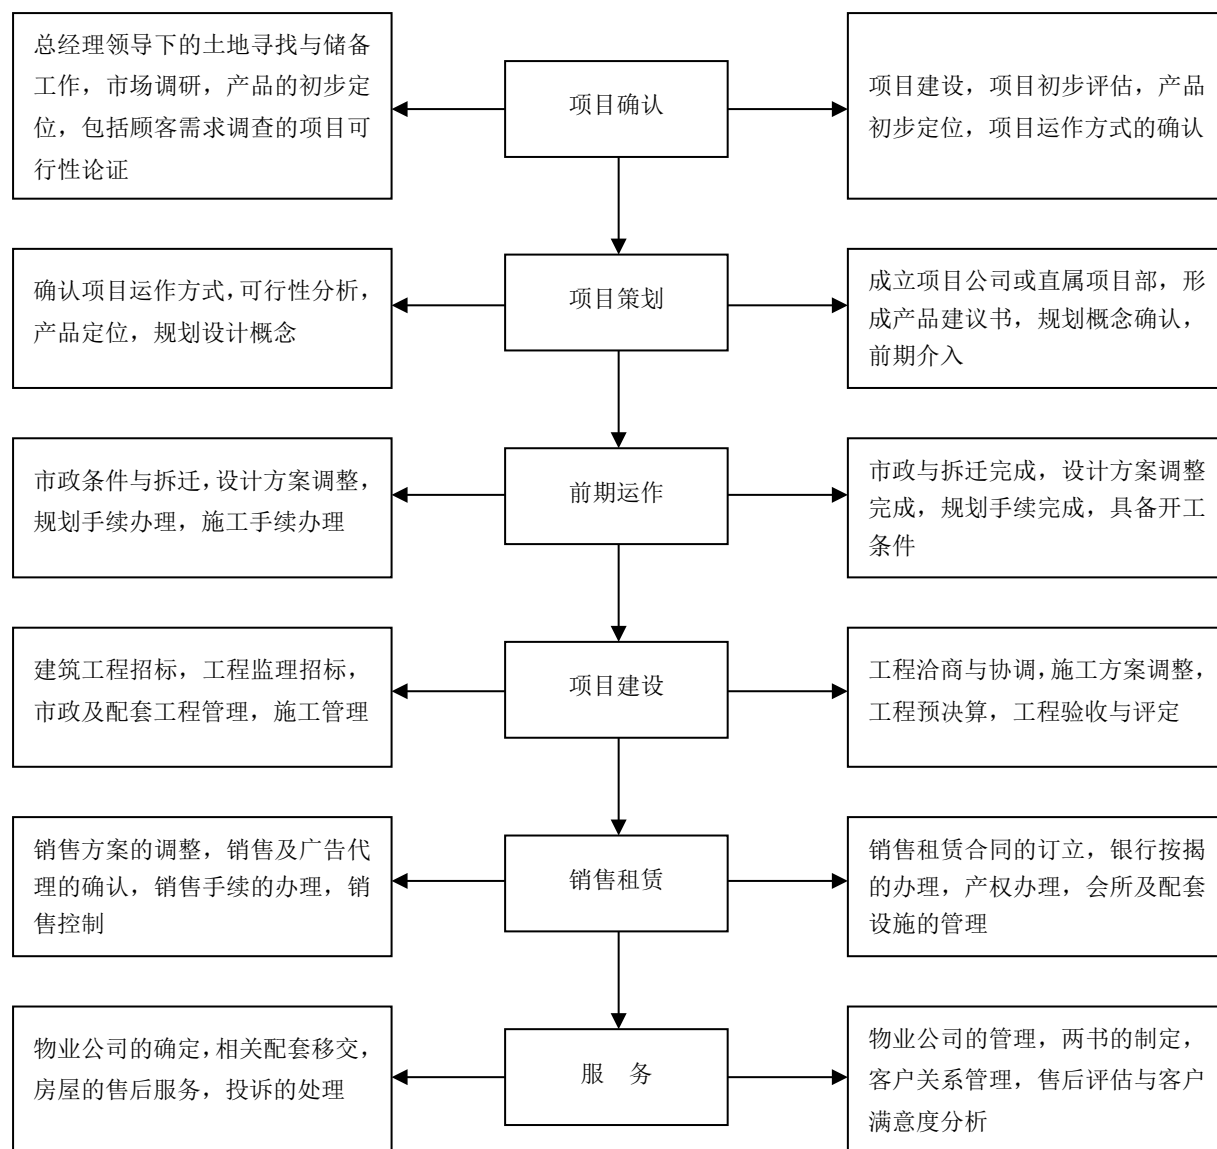 总经理领导下的土地寻找与储备
工作，市场调研，产品的初步定
位，包括顾客需求调查的项目可
行性论证
项目确认
项目建设，项目初步评估，产品
初步定位，项目运作方式的确认
确认项目运作方式，可行性分析，
产品定位，规划设计概念
项目策划
成立项目公司或直属项目部，形
成产品建议书，规划概念确认，
前期介入
市政条件与拆迁，设计方案调整，
规划手续办理，施工手续办理
前期运作
市政与拆迁完成，设计方案调整
完成，规划手续完成，具备开工
条件
建筑工程招标，工程监理招标，
市政及配套工程管理，施工管理
项目建设
工程洽商与协调，施工方案调整，
工程预决算，工程验收与评定
销售方案的调整，销售及广告代
理的确认，销售手续的办理，销
售控制
销售租赁
销售租赁合同的订立，银行按揭
的办理，产权办理，会所及配套
设施的管理
物业公司的确定，相关配套移交，
房屋的售后服务，投诉的处理
服　务
物业公司的管理，两书的制定，
客户关系管理，售后评估与客户
满意度分析